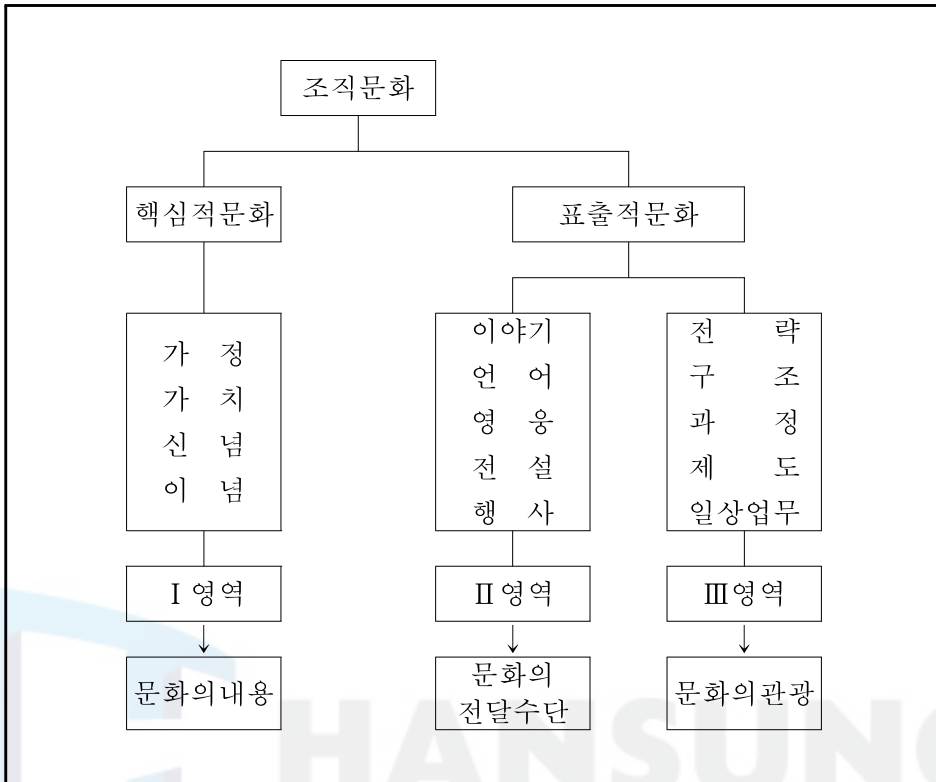 조직문화
핵심적문화
표출적문화
가 정
가 치
신 념
이 념
이야기
언 어
영 웅
전 설
행 사
전 략
구 조
과 정
제 도
일상업무
Ⅰ영역
Ⅱ영역
Ⅲ영역
문화의내용
문화의
전달수단
문화의관광
HANSUNG